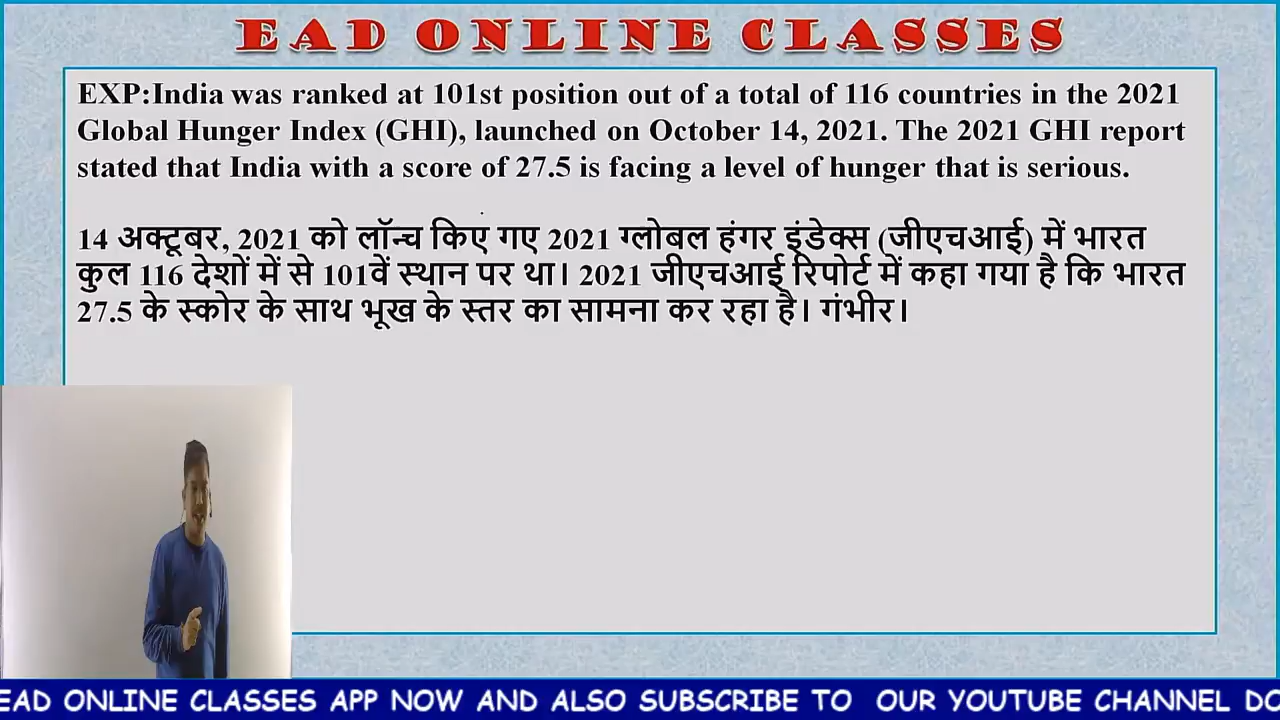 EAD ONLINE CLASSES
EXP:India was ranked at 101st position out of a total of 116 countries in the 2021
Global Hunger Index (GHI), launched on October 14, 2021. The 2021 GHI report
stated that India with a score of 27.5 is facing a level of hunger that is serious.
14 अक्टूबर, 2021 को लॉन्च किए गए 2021 ग्लोबल हंगर इंडेक्स (जीएचआई) में भारत
कुल 116 देशों में से 101वें स्थान पर था। 2021 जीएचआई रिपोर्ट में कहा गया है कि भारत
27.5 के स्कोर के साथ भूख के स्तर का सामना कर रहा है। गंभीर।
EAD ONLINE CLASSES APP NOW AND ALSO SUBSCRIBE TO OUR YOUTUBE CHANNEL DO